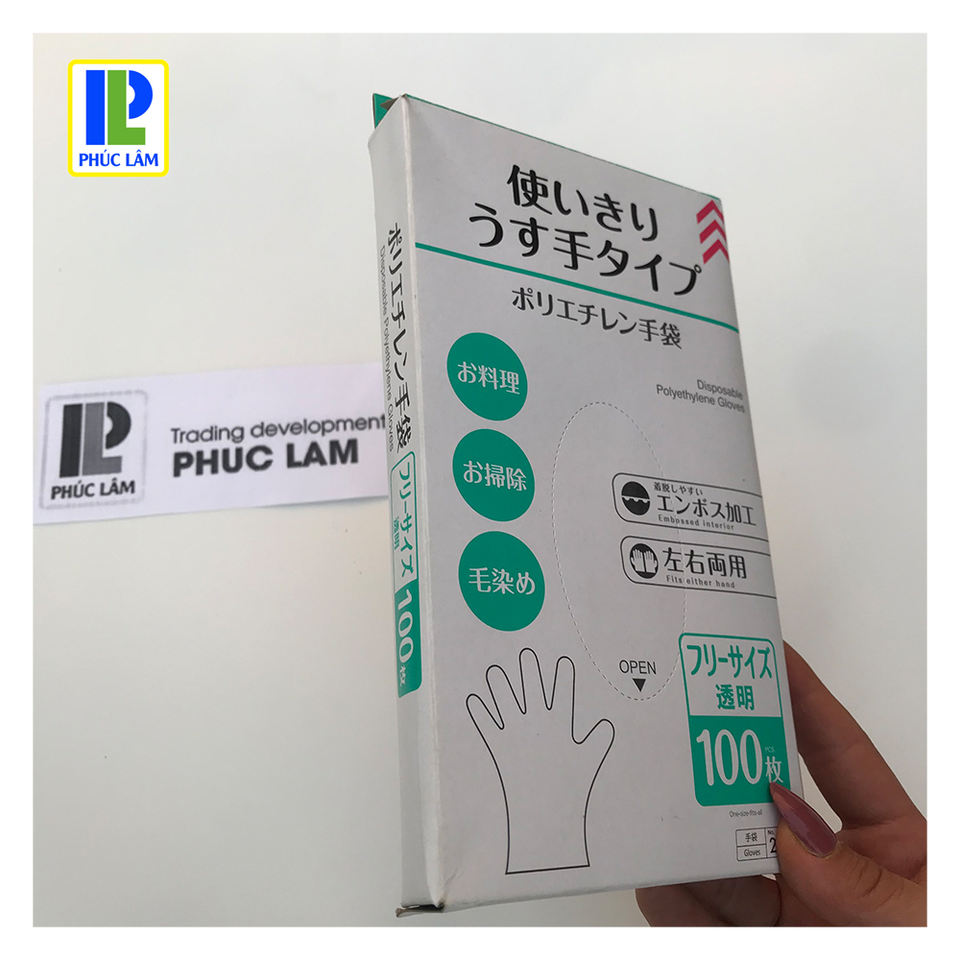 PL
PHÚC LÂM
使いきり
うす手タイプ
ポリエチレン手袋
Disposable
Polyethylene Gloves
お料理
お掃除
毛染め
着脱しやすい
エンボス加工
Embossed interior
左右両用
Fits either hand
OPEN
フリーサイズ
透明
100枚
PCS
One-size-fits-all
手袋
Gloves
No.
2
ポリエチレン手袋
Disposable Polyethylene Gloves
フリーサイズ
透明
100枚
PL
PHÚC LÂM
Trading development
PHUC LAM